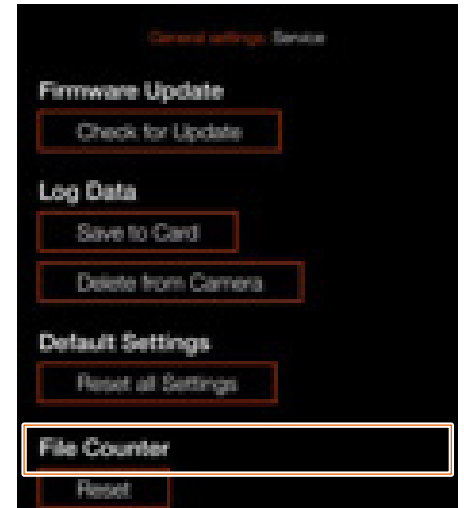 General settings: Service
Firmware Update
Check for Update
Log Data
Save to Card
Delete from Camera
Default Settings
Reset all Settings
File Counter
Reset